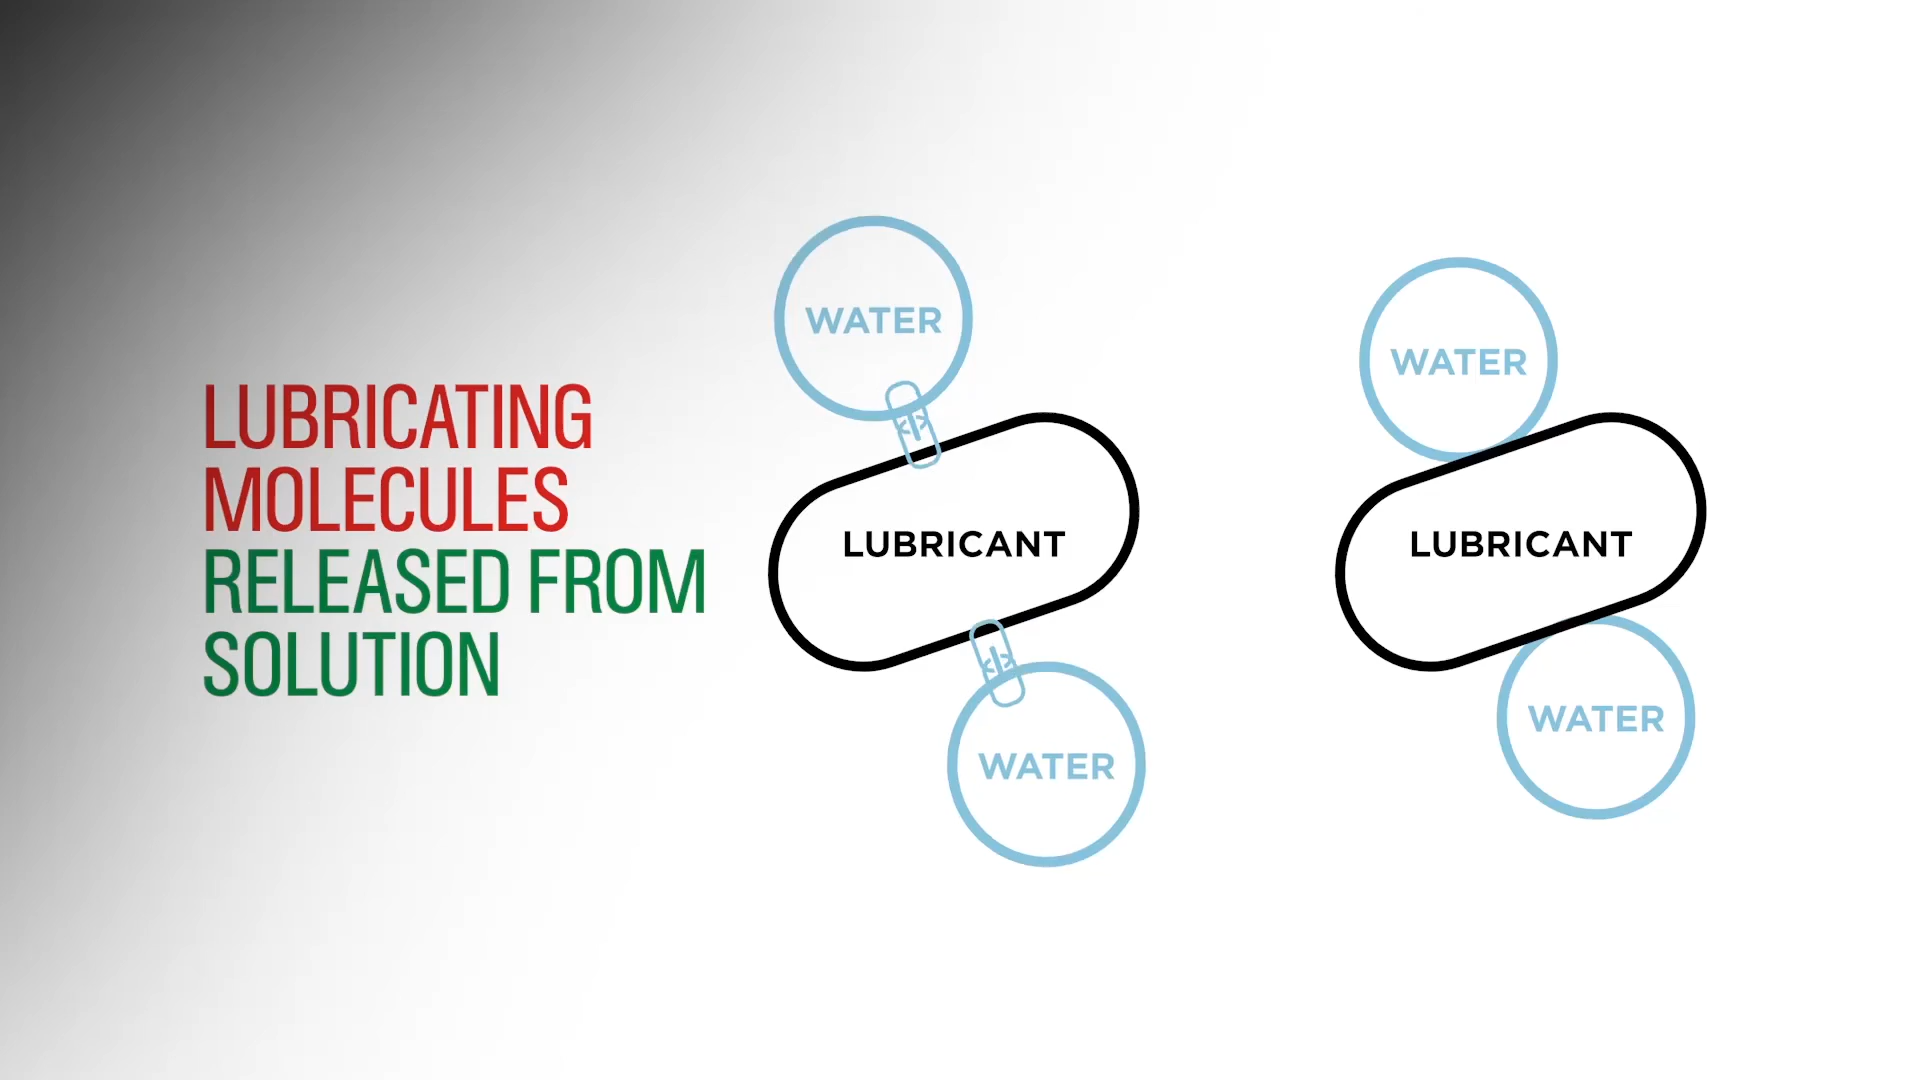 LUBRICATING
MOLECULES
RELEASED FROM
SOLUTION
WATER
LUBRICANT
WATER
WATER
LUBRICANT
WATER